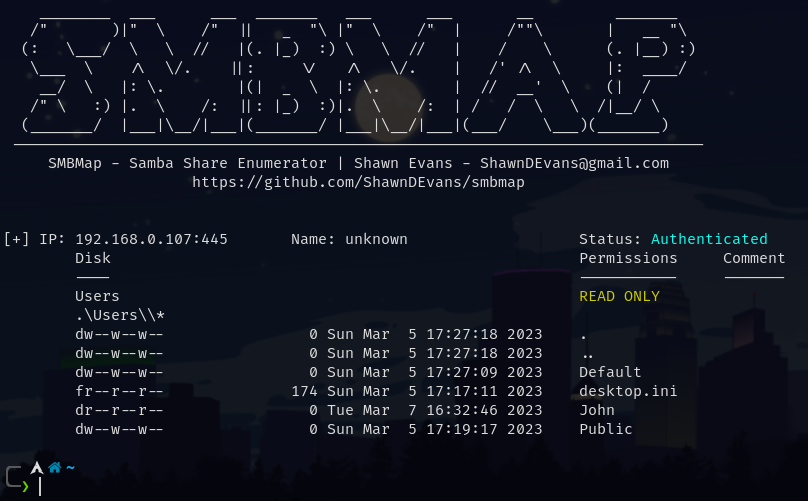 SMBMAP
SMBMap - Samba Share Enumerator | Shawn Evans - ShawnDEvans@gmail.com
https://github.com/ShawnDEvans/smbmap
[+] IP: 192.168.0.107:445 Name: unknown Status: Authenticated
Disk Permissions Comment
---- ----------- -------
Users READ ONLY
.\Users\\*
dw--w--w-- 0 Sun Mar 5 17:27:18 2023 .
dw--w--w-- 0 Sun Mar 5 17:27:18 2023 ..
dw--w--w-- 0 Sun Mar 5 17:27:09 2023 Default
fr--r--r-- 174 Sun Mar 5 17:17:11 2023 desktop.ini
dr--r--r-- 0 Tue Mar 7 16:32:46 2023 John
dw--w--w-- 0 Sun Mar 5 17:19:17 2023 Public
~
❯